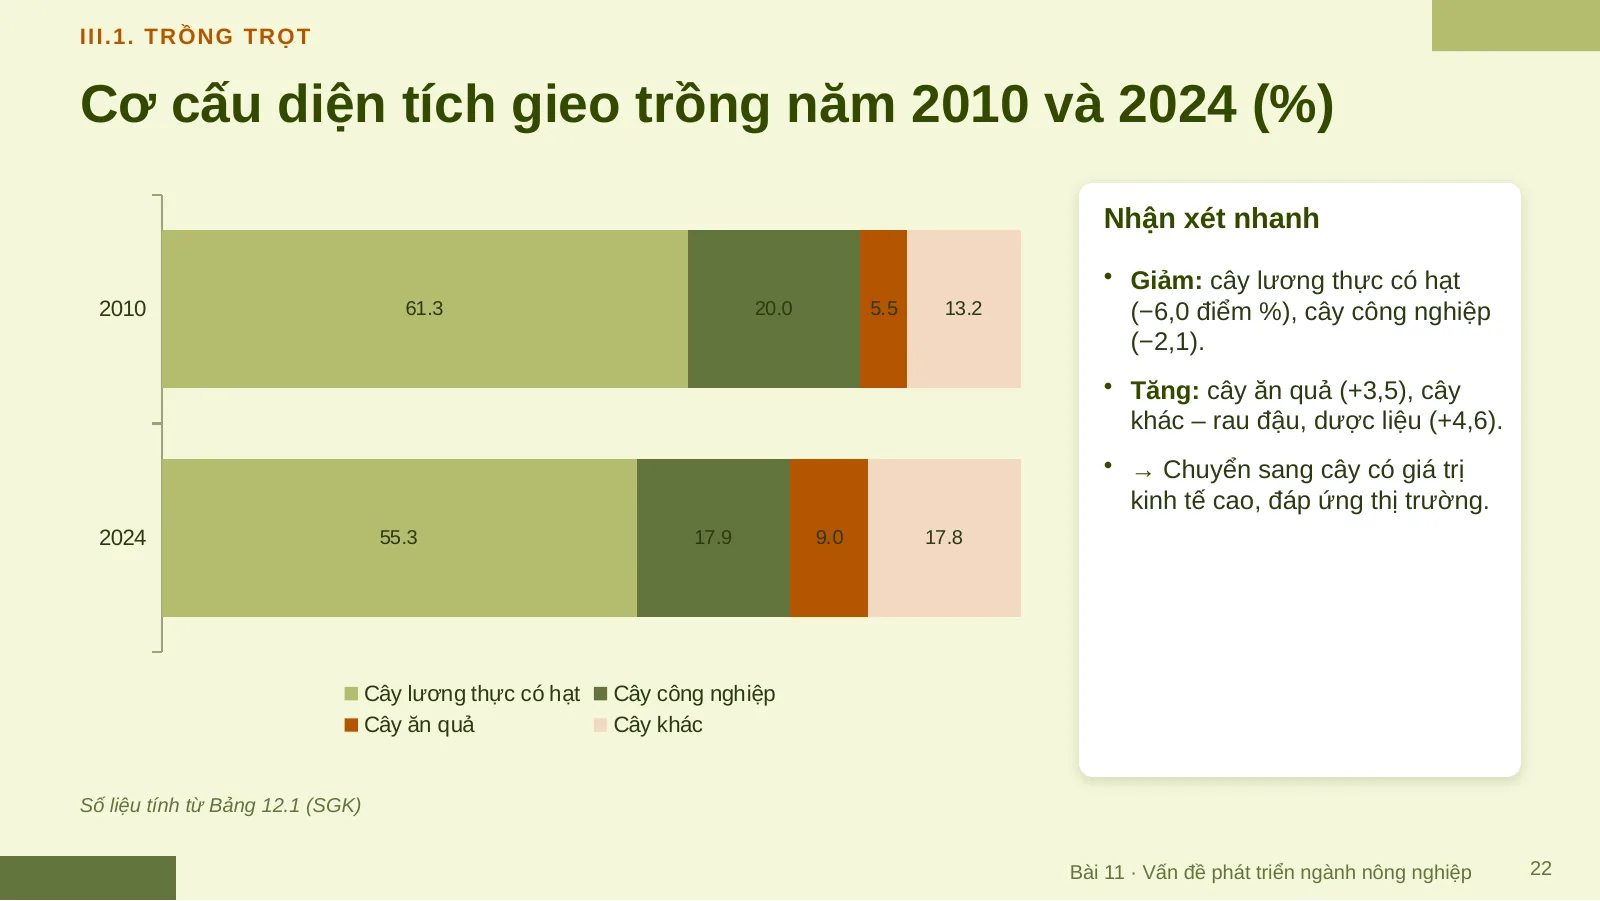 III.1. TRỒNG TRỌT
Cơ cấu diện tích gieo trồng năm 2010 và 2024 (%)
2010
61.3
20.0
5.5
13.2
2024
55.3
17.9
9.0
17.8
Cây lương thực có hạt
Cây công nghiệp
Cây ăn quả
Cây khác
Số liệu tính từ Bảng 12.1 (SGK)
Nhận xét nhanh
• Giảm: cây lương thực có hạt
(−6,0 điểm %), cây công nghiệp
(−2,1).
• Tăng: cây ăn quả (+3,5), cây
khác – rau đậu, dược liệu (+4,6).
• → Chuyển sang cây có giá trị
kinh tế cao, đáp ứng thị trường.
Bài 11 · Vấn đề phát triển ngành nông nghiệp
22